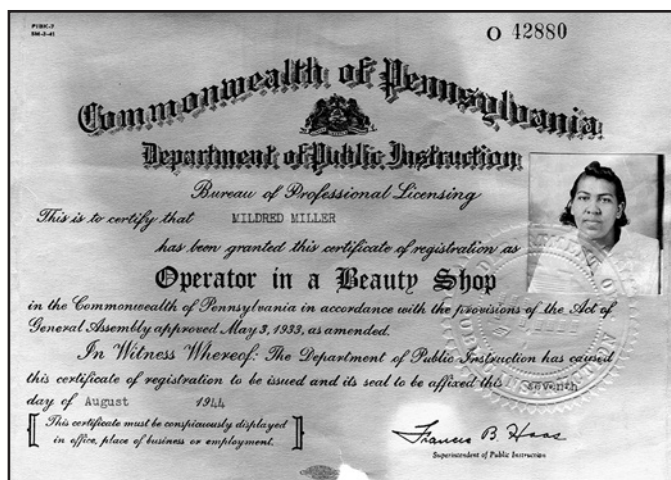 PUBK-7
5M-3-41
O 42880
Commonwealth of Pennsylvania
Department of Public Instruction
Bureau of Professional Licensing
This is to certify that MILDRED MILLER
has been granted this certificate of registration as
Operator in a Beauty Shop
in the Commonwealth of Pennsylvania in accordance with the provisions of the Act of
General Assembly approved May 3, 1933, as amended.
In Witness Whereof: The Department of Public Instruction has caused
this certificate of registration to be issued and its seal to be affixed this seventh
day of August 1944
[ This certificate must be conspicuously displayed
in office, place of business or employment. ]
Francis B. Haas
Superintendent of Public Instruction